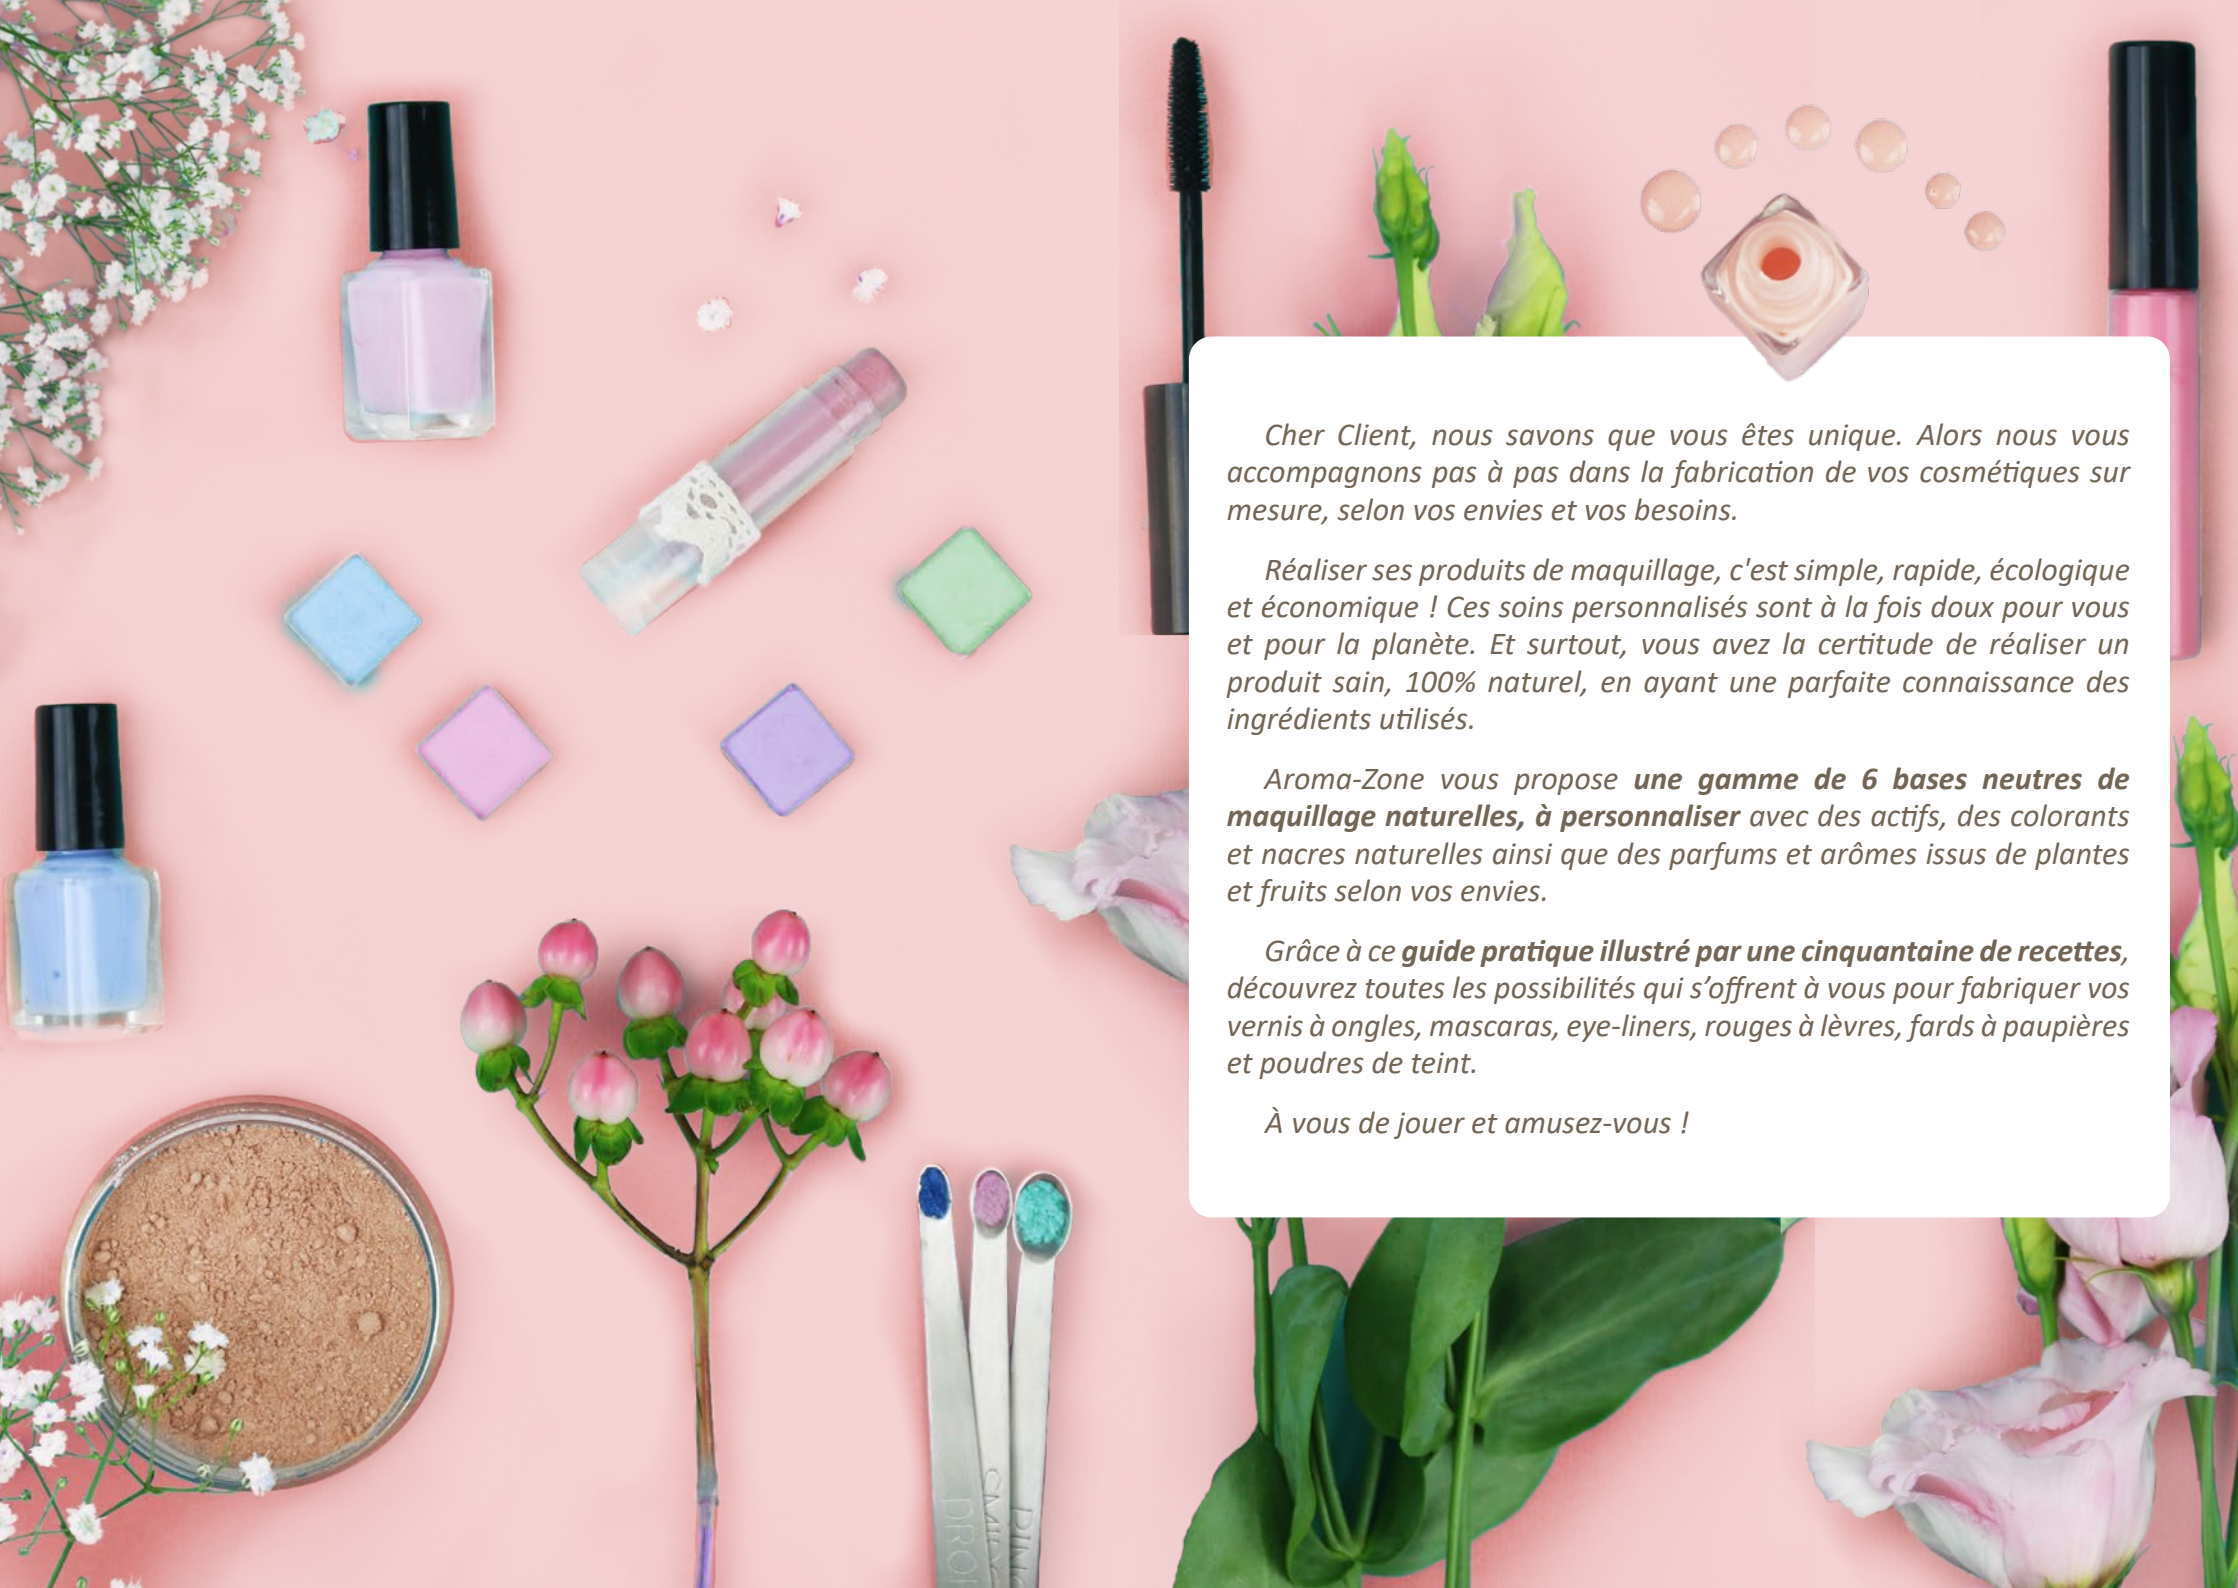 Cher Client, nous savons que vous êtes unique. Alors nous vous
accompagnons pas à pas dans la fabrication de vos cosmétiques sur
mesure, selon vos envies et vos besoins.
Réaliser ses produits de maquillage, c'est simple, rapide, écologique
et économique ! Ces soins personnalisés sont à la fois doux pour vous
et pour la planète. Et surtout, vous avez la certitude de réaliser un
produit sain, 100% naturel, en ayant une parfaite connaissance des
ingrédients utilisés.
Aroma-Zone vous propose une gamme de 6 bases neutres de
maquillage naturelles, à personnaliser avec des actifs, des colorants
et nacres naturelles ainsi que des parfums et arômes issus de plantes
et fruits selon vos envies.
Grâce à ce guide pratique illustré par une cinquantaine de recettes,
découvrez toutes les possibilités qui s’offrent à vous pour fabriquer vos
vernis à ongles, mascaras, eye-liners, rouges à lèvres, fards à paupières
et poudres de teint.
À vous de jouer et amusez-vous !